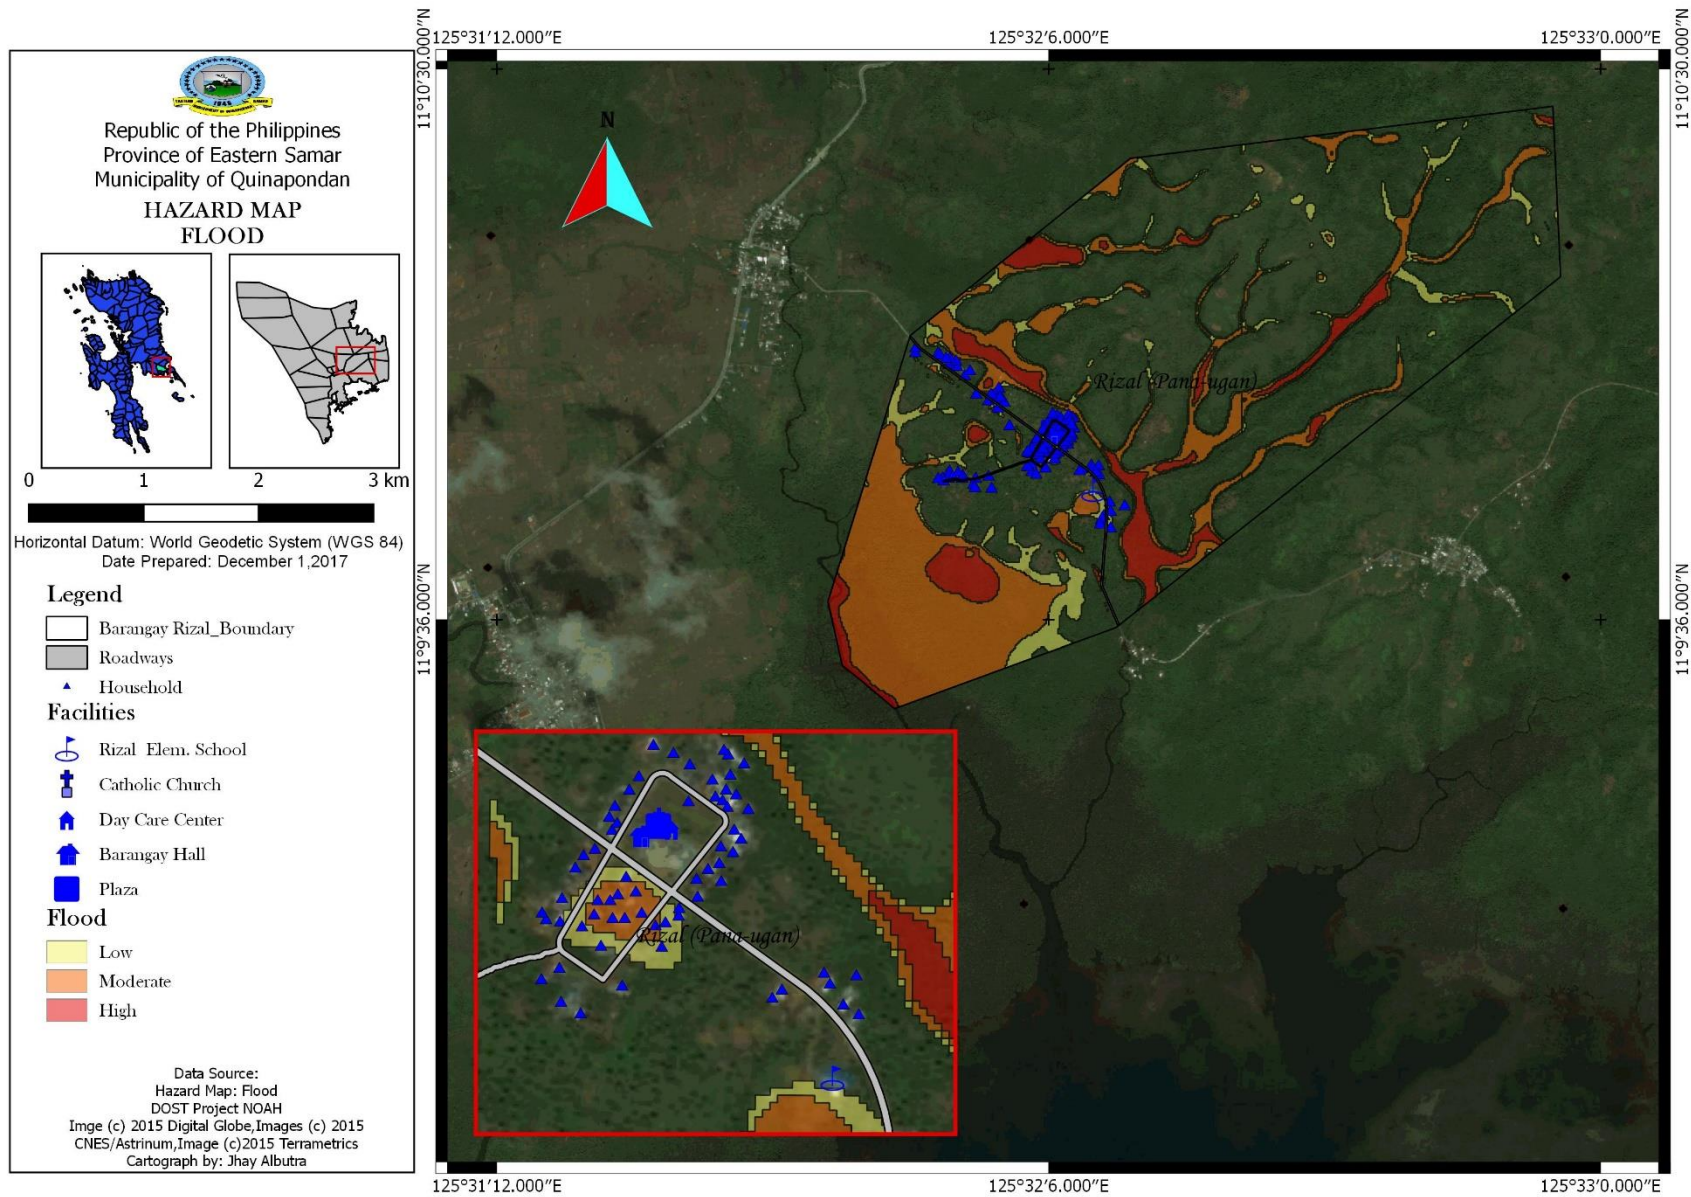 1948
Republic of the Philippines
Province of Eastern Samar
Municipality of Quinapondan
HAZARD MAP
FLOOD
0 1 2 3 km
Horizontal Datum: World Geodetic System (WGS 84)
Date Prepared: December 1,2017
Legend
Barangay Rizal_Boundary
Roadways
Household
Facilities
Rizal Elem. School
Catholic Church
Day Care Center
Barangay Hall
Plaza
Flood
Low
Moderate
High
Data Source:
Hazard Map: Flood
DOST Project NOAH
Imge (c) 2015 Digital Globe,Images (c) 2015
CNES/Astrinum,Image (c)2015 Terrametrics
Cartograph by: Jhay Albutra
125°31'12.000"E 125°32'6.000"E 125°33'0.000"E
11°10'30.000"N
11°10'30.000"N
N
Rizal (Pana-ugan)
11°9'36.000"N
11°9'36.000"N
Rizal (Pana-ugan)
125°31'12.000"E 125°32'6.000"E 125°33'0.000"E